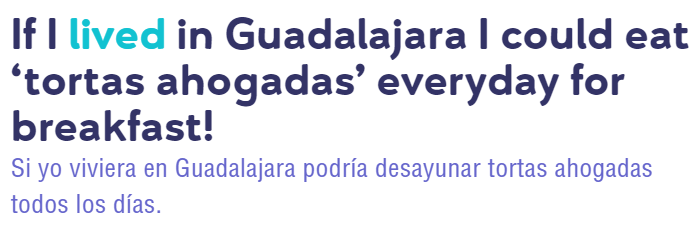 If I lived in Guadalajara I could eat
‘tortas ahogadas’ everyday for
breakfast!
Si yo viviera en Guadalajara podría desayunar tortas ahogadas
todos los días.